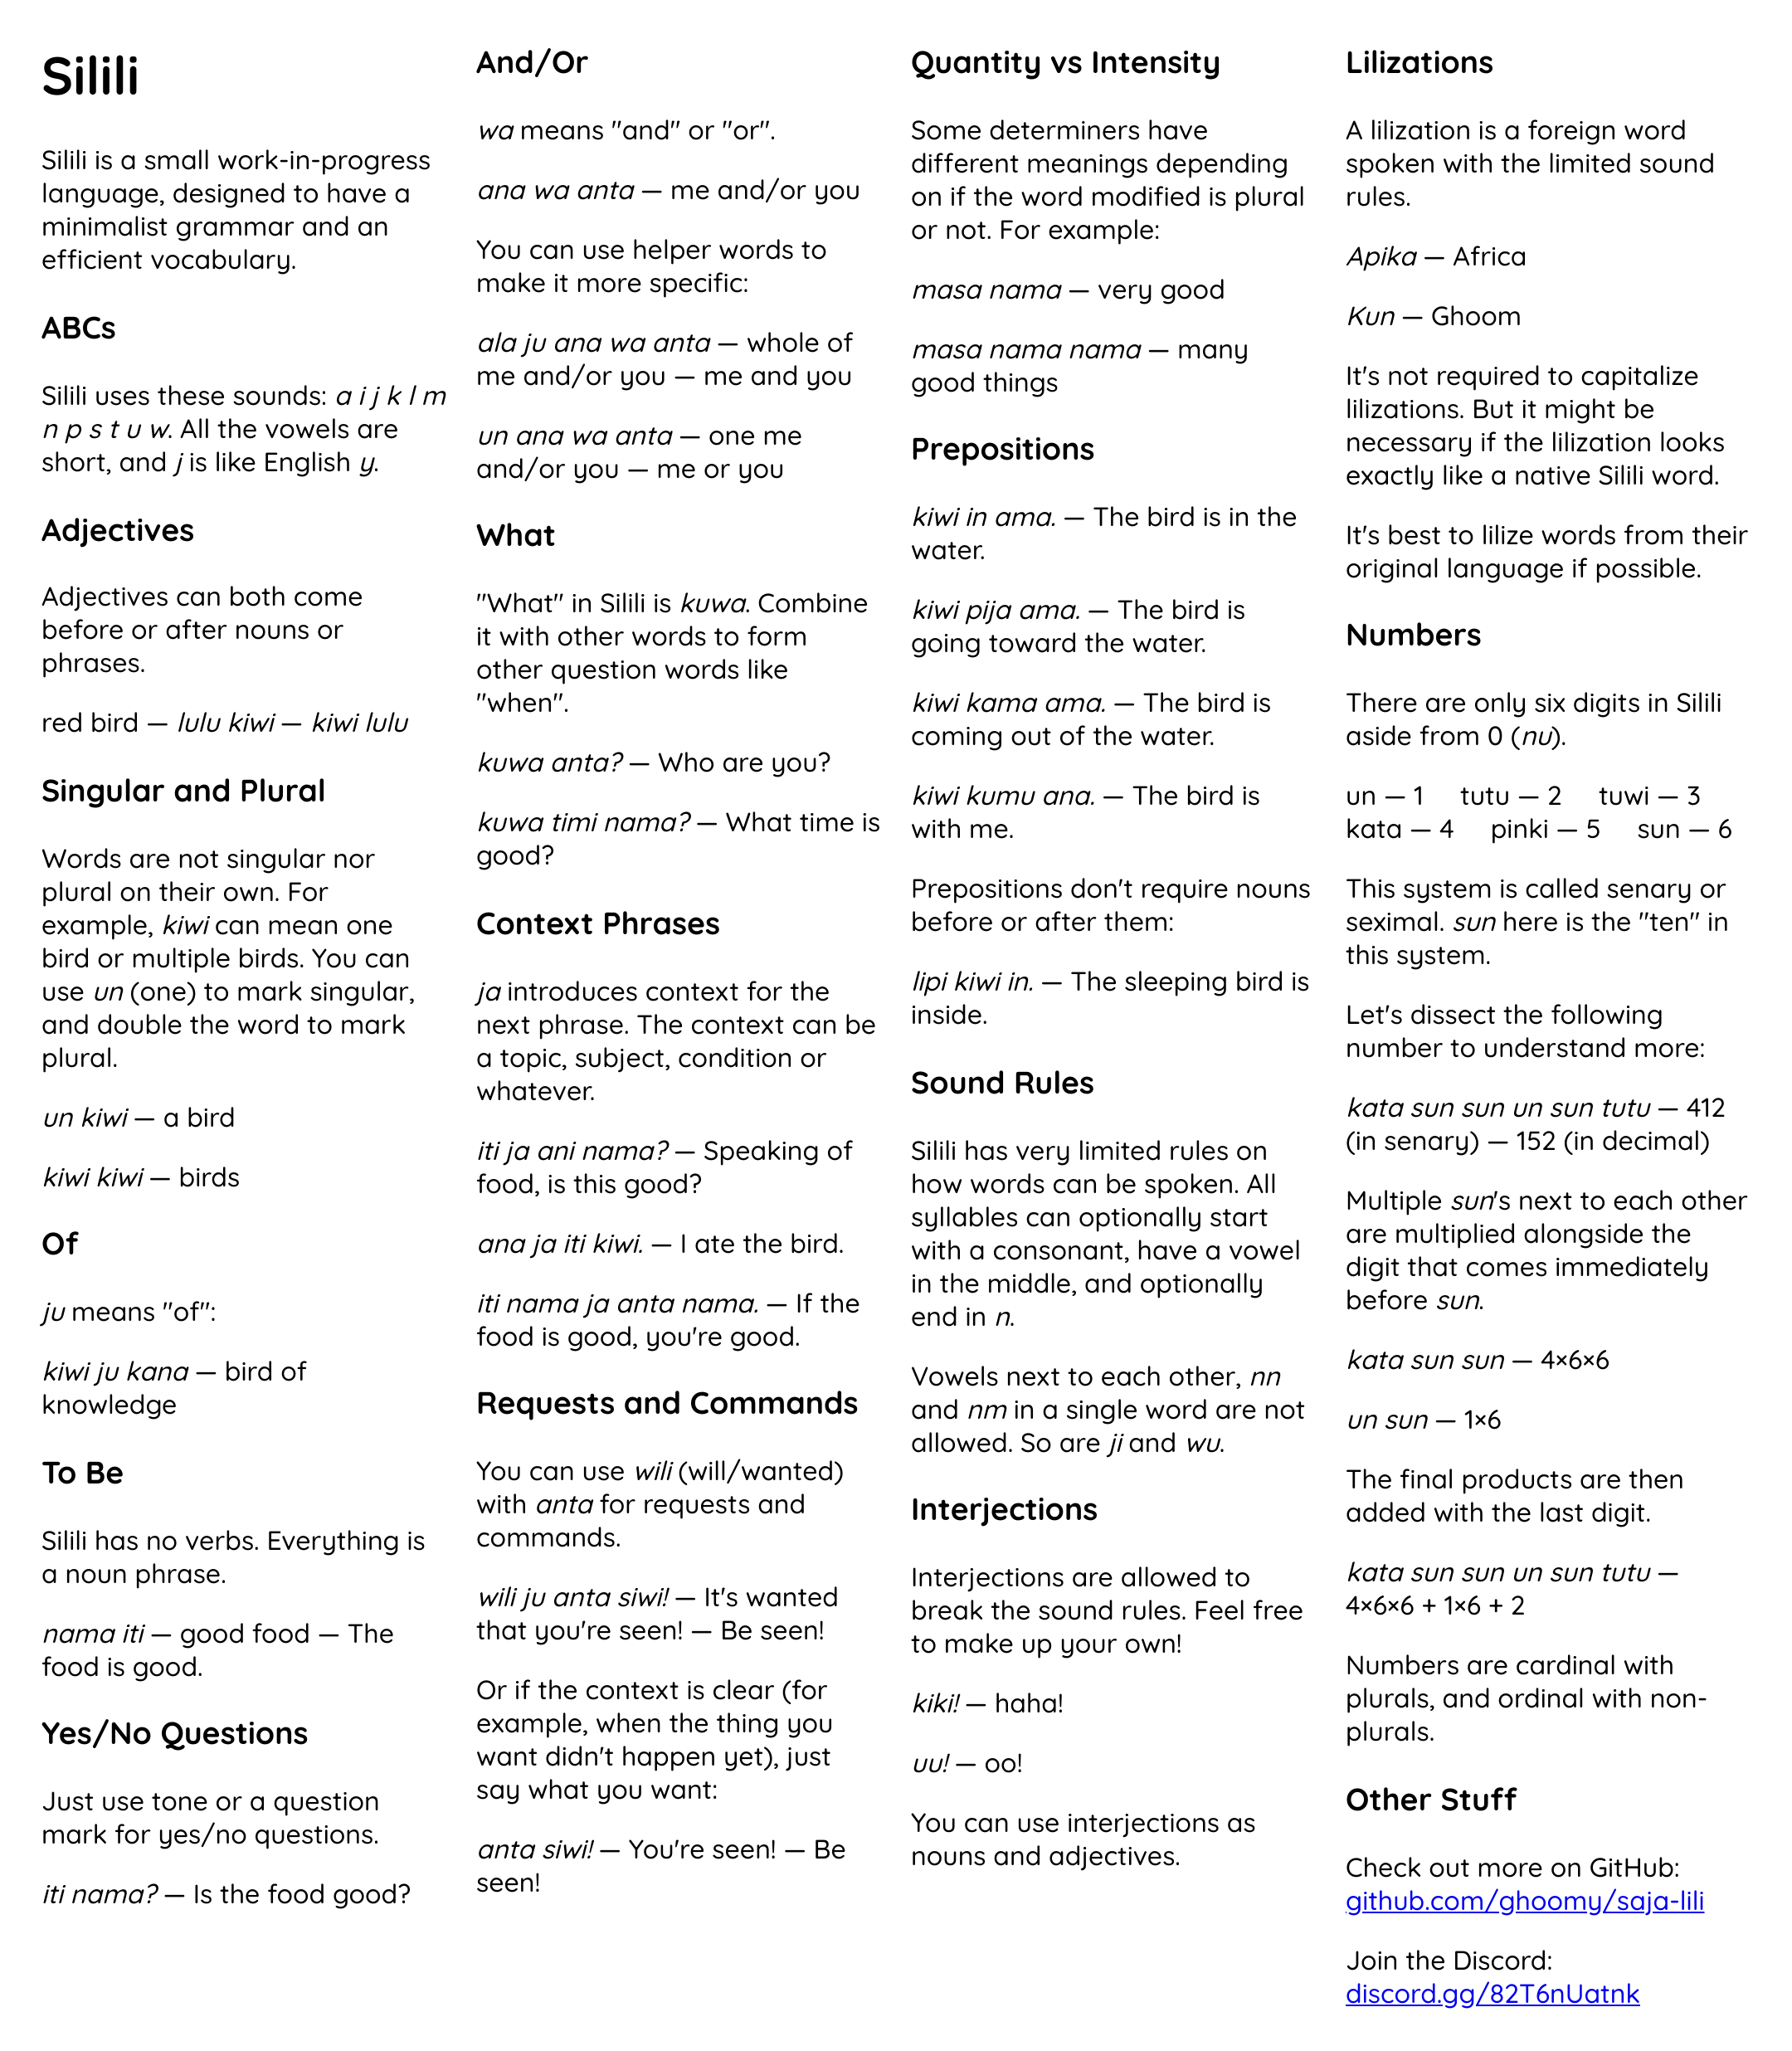 Silili
Silili is a small work-in-progress
language, designed to have a
minimalist grammar and an
efficient vocabulary.
ABCs
Silili uses these sounds: a i j k l m
n p s t u w. All the vowels are
short, and j is like English y.
Adjectives
Adjectives can both come
before or after nouns or
phrases.
red bird — lulu kiwi — kiwi lulu
Singular and Plural
Words are not singular nor
plural on their own. For
example, kiwi can mean one
bird or multiple birds. You can
use un (one) to mark singular,
and double the word to mark
plural.
un kiwi — a bird
kiwi kiwi — birds
Of
ju means "of":
kiwi ju kana — bird of
knowledge
To Be
Silili has no verbs. Everything is
a noun phrase.
nama iti — good food — The
food is good.
Yes/No Questions
Just use tone or a question
mark for yes/no questions.
iti nama? — Is the food good?
And/Or
wa means "and" or "or".
ana wa anta — me and/or you
You can use helper words to
make it more specific:
ala ju ana wa anta — whole of
me and/or you — me and you
un ana wa anta — one me
and/or you — me or you
What
"What" in Silili is kuwa. Combine
it with other words to form
other question words like
"when".
kuwa anta? — Who are you?
kuwa timi nama? — What time is
good?
Context Phrases
ja introduces context for the
next phrase. The context can be
a topic, subject, condition or
whatever.
iti ja ani nama? — Speaking of
food, is this good?
ana ja iti kiwi. — I ate the bird.
iti nama ja anta nama. — If the
food is good, you're good.
Requests and Commands
You can use wili (will/wanted)
with anta for requests and
commands.
wili ju anta siwi! — It's wanted
that you're seen! — Be seen!
Or if the context is clear (for
example, when the thing you
want didn't happen yet), just
say what you want:
anta siwi! — You're seen! — Be
seen!
Quantity vs Intensity
Some determiners have
different meanings depending
on if the word modified is plural
or not. For example:
masa nama — very good
masa nama nama — many
good things
Prepositions
kiwi in ama. — The bird is in the
water.
kiwi pija ama. — The bird is
going toward the water.
kiwi kama ama. — The bird is
coming out of the water.
kiwi kumu ana. — The bird is
with me.
Prepositions don't require nouns
before or after them:
lipi kiwi in. — The sleeping bird is
inside.
Sound Rules
Silili has very limited rules on
how words can be spoken. All
syllables can optionally start
with a consonant, have a vowel
in the middle, and optionally
end in n.
Vowels next to each other, nn
and nm in a single word are not
allowed. So are ji and wu.
Interjections
Interjections are allowed to
break the sound rules. Feel free
to make up your own!
kiki! — haha!
uu! — oo!
You can use interjections as
nouns and adjectives.
Lilizations
A lilization is a foreign word
spoken with the limited sound
rules.
Apika — Africa
Kun — Ghoom
It's not required to capitalize
lilizations. But it might be
necessary if the lilization looks
exactly like a native Silili word.
It's best to lilize words from their
original language if possible.
Numbers
There are only six digits in Silili
aside from 0 (nu).
un — 1 tutu — 2 tuwi — 3
kata — 4 pinki — 5 sun — 6
This system is called senary or
seximal. sun here is the "ten" in
this system.
Let's dissect the following
number to understand more:
kata sun sun un sun tutu — 412
(in senary) — 152 (in decimal)
Multiple sun's next to each other
are multiplied alongside the
digit that comes immediately
before sun.
kata sun sun — 4×6×6
un sun — 1×6
The final products are then
added with the last digit.
kata sun sun un sun tutu —
4×6×6 + 1×6 + 2
Numbers are cardinal with
plurals, and ordinal with non-
plurals.
Other Stuff
Check out more on GitHub:
github.com/ghoomy/saja-lili
Join the Discord:
discord.gg/82T6nUatnk